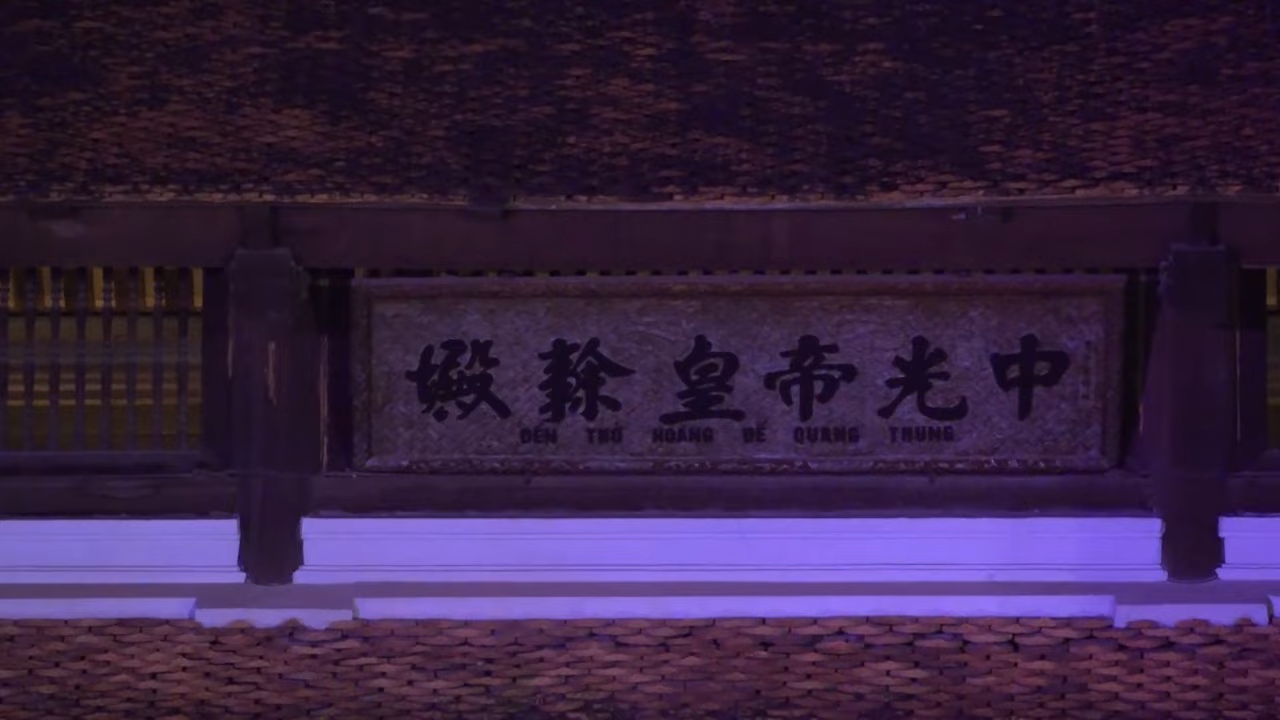 皇帝光中
ĐỀN THỜ HOÀNG ĐẾ QUANG TRUNG